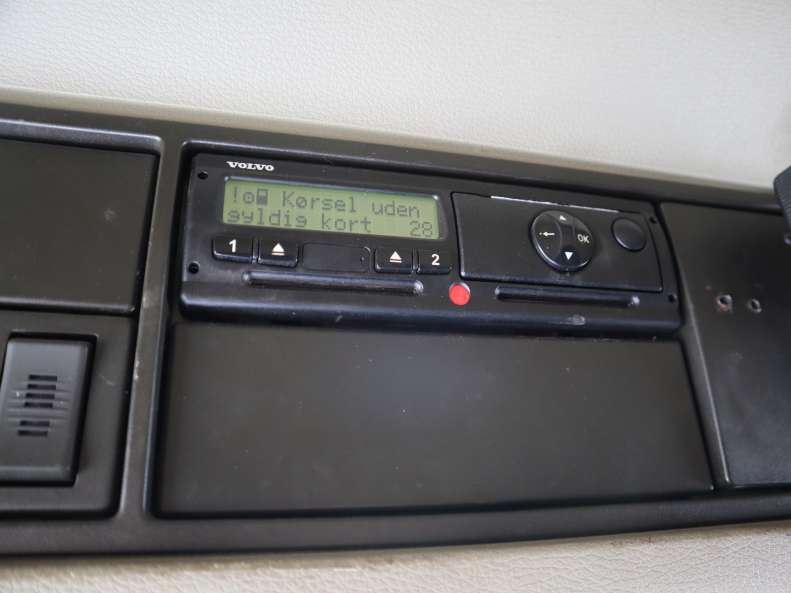 VOLVO
! Kørsel uden
gyldig kort 28
1 2
OK